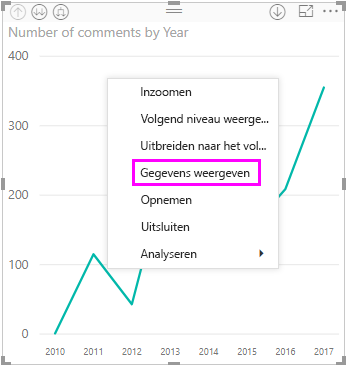 Number of comments by Year
400
300
200
100
0
Inzoomen
Volgend niveau weerge...
Uitbreiden naar het vol...
Gegevens weergeven
Opnemen
Uitsluiten
Analyseren
2010 2011 2012 2013 2014 2015 2016 2017